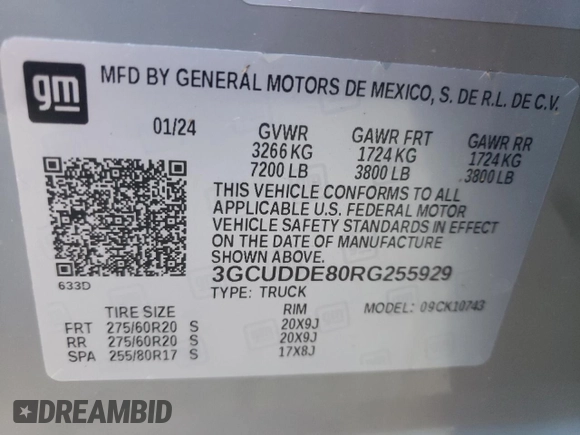 gm
MFD BY GENERAL MOTORS DE MEXICO, S. DE R.L. DE C.V.
01/24 GVWR GAWR FRT GAWR RR
3266 KG 1724 KG 1724 KG
7200 LB 3800 LB 3800 LB
THIS VEHICLE CONFORMS TO ALL
APPLICABLE U.S. FEDERAL MOTOR
VEHICLE SAFETY STANDARDS IN EFFECT
ON THE DATE OF MANUFACTURE
SHOWN ABOVE.
3GCUDDE80RG255929
633D
TYPE: TRUCK MODEL: 09CK10743
TIRE SIZE RIM
FRT 275/60R20 S 20X9J
RR 275/60R20 S 20X9J
SPA 255/80R17 S 17X8J
DREAMBID